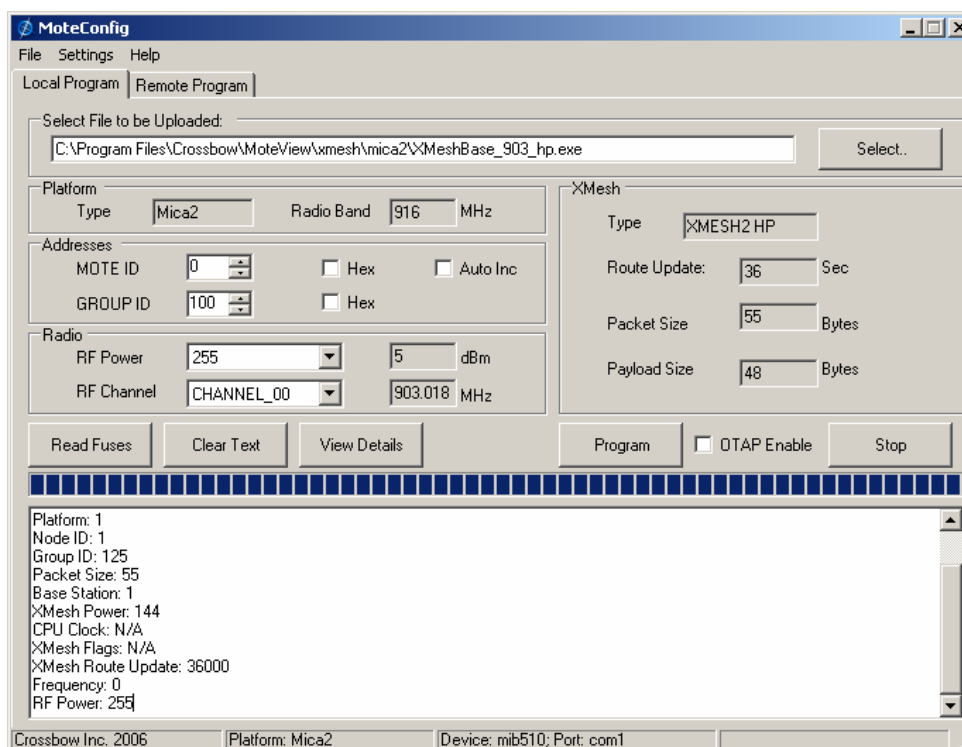 MoteConfig
File Settings Help
Local Program Remote Program
Select File to be Uploaded:
C:\Program Files\Crossbow\MoteView\xmesh\mica2\XMeshBase_903_hp.exe Select..
Platform
Type Mica2 Radio Band 916 MHz
Addresses
MOTE ID 0 Hex Auto Inc
GROUP ID 100 Hex
Radio
RF Power 255 5 dBm
RF Channel CHANNEL_00 903.018 MHz
XMesh
Type XMESH2 HP
Route Update: 36 Sec
Packet Size 55 Bytes
Payload Size 48 Bytes
Read Fuses Clear Text View Details Program OTAP Enable Stop
Platform: 1
Node ID: 1
Group ID: 125
Packet Size: 55
Base Station: 1
XMesh Power: 144
CPU Clock: N/A
XMesh Flags: N/A
XMesh Route Update: 36000
Frequency: 0
RF Power: 255
Crossbow Inc. 2006 Platform: Mica2 Device: mib510; Port: com1